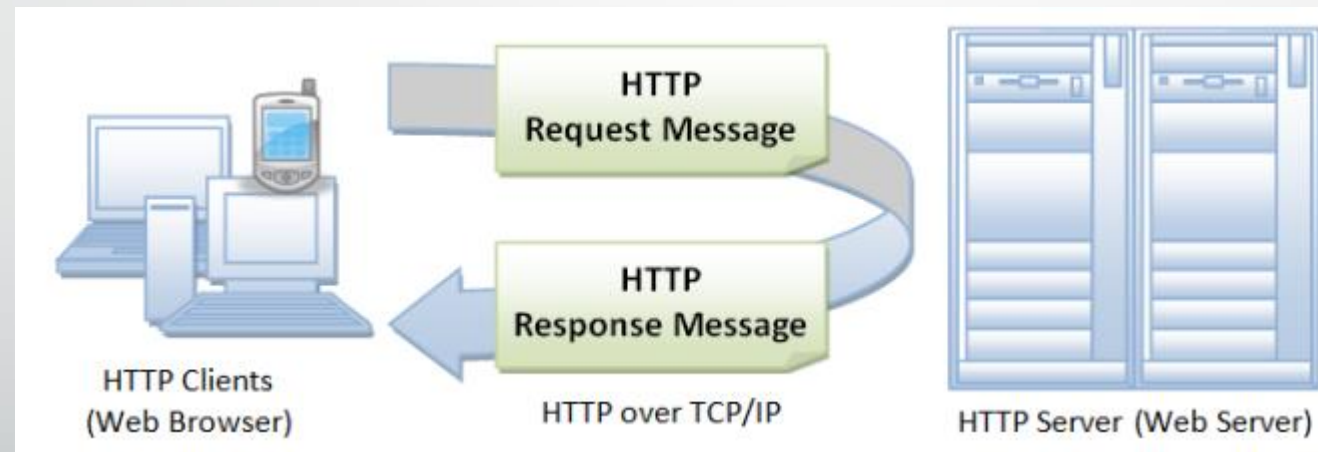 HTTP
Request Message
HTTP
Response Message
HTTP Clients
(Web Browser)
HTTP over TCP/IP
HTTP Server (Web Server)